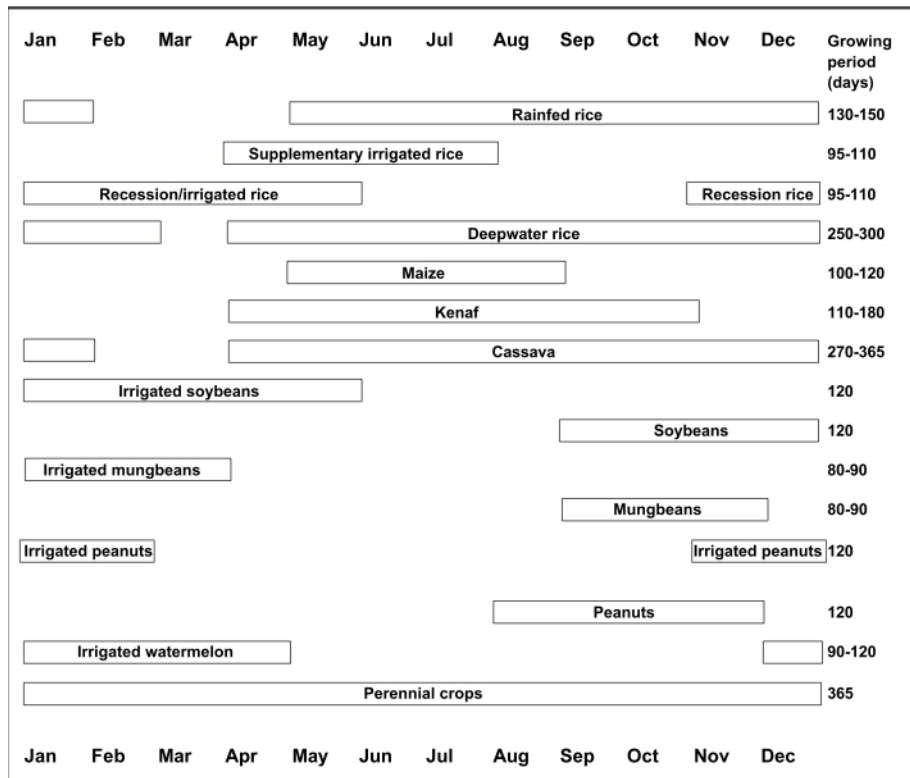 Jan Feb Mar Apr May Jun Jul Aug Sep Oct Nov Dec Growing
period
(days)
Rainfed rice 130-150
Supplementary irrigated rice 95-110
Recession/irrigated rice Recession rice 95-110
Deepwater rice 250-300
Maize 100-120
Kenaf 110-180
Cassava 270-365
Irrigated soybeans 120
Soybeans 120
Irrigated mungbeans 80-90
Mungbeans 80-90
Irrigated peanuts Irrigated peanuts 120
Peanuts 120
Irrigated watermelon 90-120
Perennial crops 365
Jan Feb Mar Apr May Jun Jul Aug Sep Oct Nov Dec